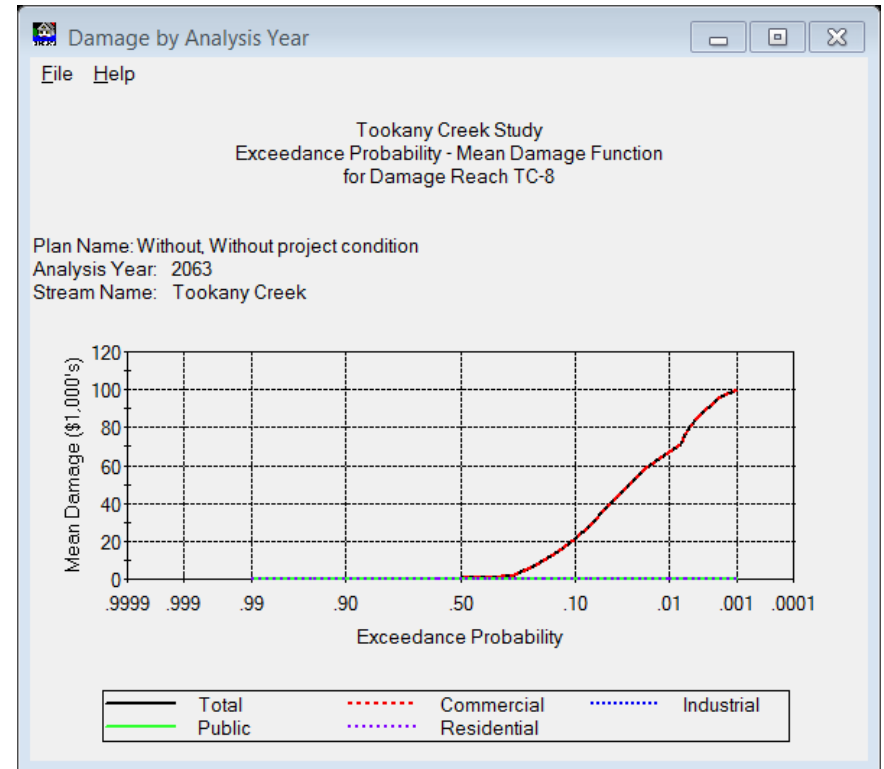 Damage by Analysis Year
File Help
Tookany Creek Study
Exceedance Probability - Mean Damage Function
for Damage Reach TC-8
Plan Name: Without, Without project condition
Analysis Year: 2063
Stream Name: Tookany Creek
Mean Damage ($1,000's)
120
100
80
60
40
20
0
.9999 .999 .99 .90 .50 .10 .01 .001 .0001
Exceedance Probability
Total Commercial Industrial
Public Residential